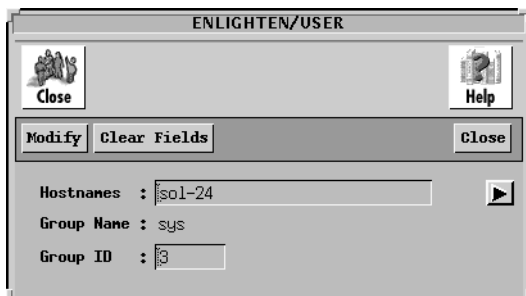 ENLIGHTEN/USER
Close
Help
Modify Clear Fields Close
Hostnames : sol-24
Group Name : sys
Group ID : 3